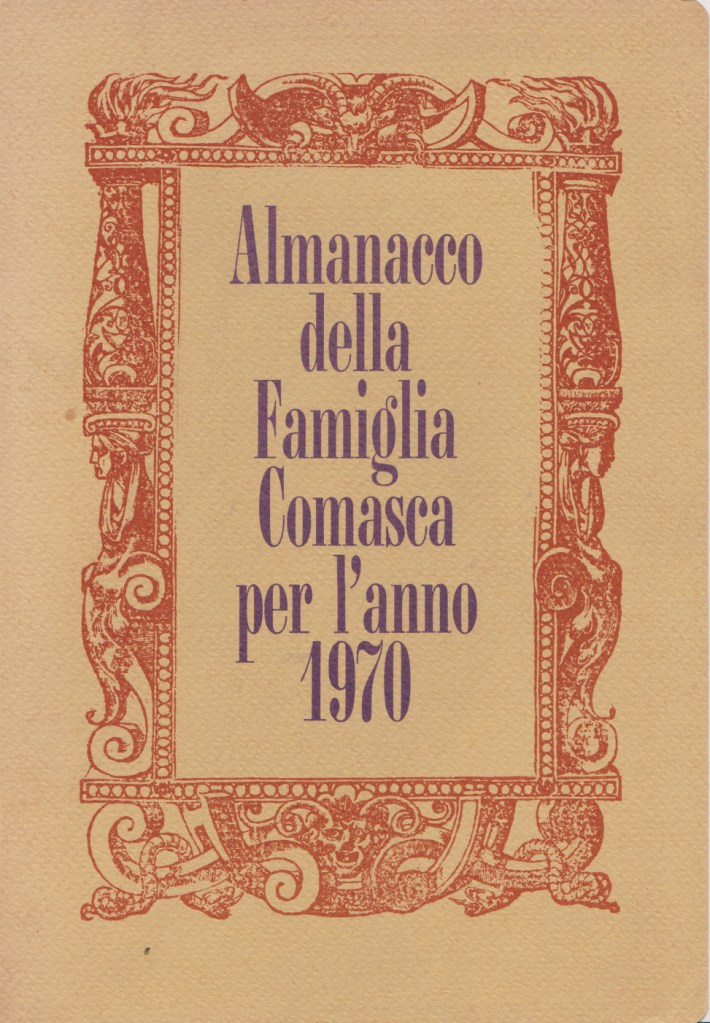 Almanacco
della
Famiglia
Comasca
per l'anno
1970